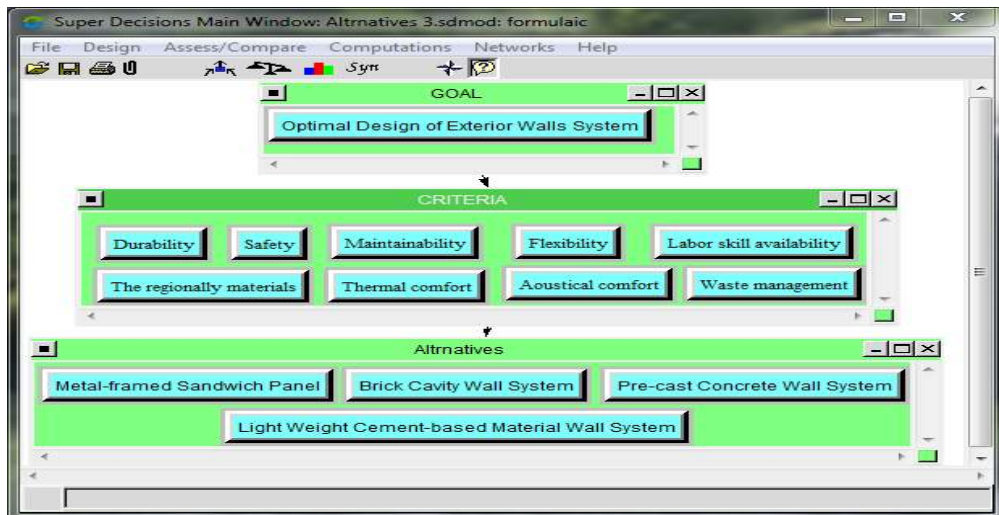 Super Decisions Main Window: Altrnatives 3.sdmod: formulaic
File Design Assess/Compare Computations Networks Help
Syn
GOAL
Optimal Design of Exterior Walls System
CRITERIA
Durability Safety Maintainability Flexibility Labor skill availability
The regionally materials Thermal comfort Aoustical comfort Waste management
Altrnatives
Metal-framed Sandwich Panel Brick Cavity Wall System Pre-cast Concrete Wall System
Light Weight Cement-based Material Wall System